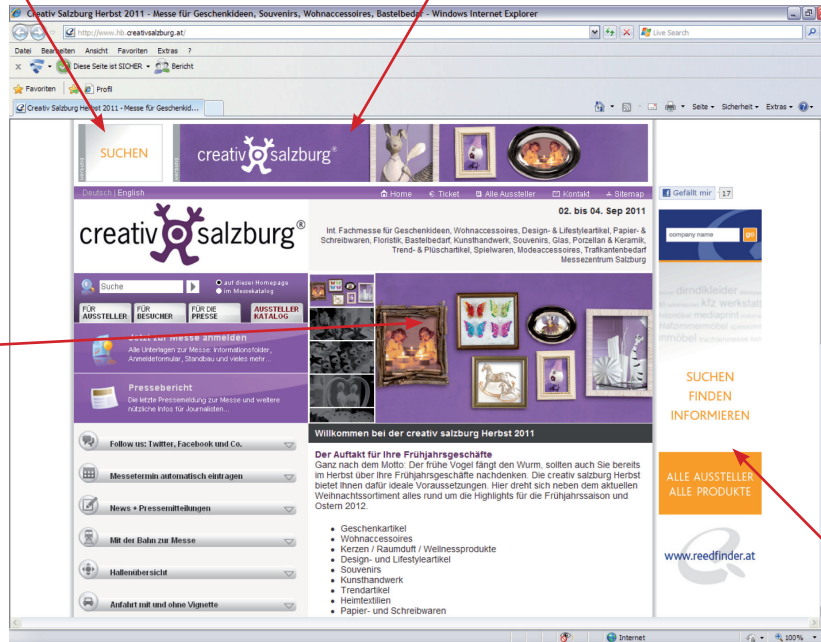 Creativ Salzburg Herbst 2011 - Messe für Geschenkideen, Souvenirs, Wohnaccessoires, Bastelbedarf - Windows Internet Explorer
http://www.hb.creativsalzburg.at/
Live Search
Datei Bearbeiten Ansicht Favoriten Extras ?
x Diese Seite ist SICHER Bericht
Favoriten Profil
Creativ Salzburg Herbst 2011 - Messe für Geschenkid...
Seite Sicherheit Extras
SUCHEN
creativ salzburg®
Deutsch | English
Home € Ticket Alle Aussteller Kontakt Sitemap
Gefällt mir 17
creativ salzburg®
02. bis 04. Sep 2011
Int. Fachmesse für Geschenkideen, Wohnaccessoires, Design- & Lifestyleartikel, Papier- &
Schreibwaren, Floristik, Bastelbedarf, Kunsthandwerk, Souvenirs, Glas, Porzellan & Keramik,
Trend- & Plüschartikel, Spielwaren, Modeaccessoires, Trafikantenbedarf
Messezentrum Salzburg
company name go
Suche
auf dieser Homepage
im Messekatalog
FÜR AUSSTELLER
FÜR BESUCHER
FÜR DIE PRESSE
AUSSTELLER KATALOG
Jetzt zur Messe anmelden
Alle Unterlagen zur Messe: Informationsfolder,
Anmeldeformular, Standbau und vieles mehr...
Pressebericht
Die letzte Pressemeldung zur Messe und weitere
nützliche Infos für Journalisten...
dirndlkleider
kfz werkstatt
mediaprint
SUCHEN
FINDEN
INFORMIEREN
ALLE AUSSTELLER
ALLE PRODUKTE
www.reedfinder.at
Follow us: Twitter, Facebook und Co.
Messetermin automatisch eintragen
News + Pressemitteilungen
Mit der Bahn zur Messe
Hallenübersicht
Anfahrt mit und ohne Vignette
Willkommen bei der creativ salzburg Herbst 2011
Der Auftakt für Ihre Frühjahrsgeschäfte
Ganz nach dem Motto: Der frühe Vogel fängt den Wurm, sollten auch Sie bereits
im Herbst über Ihre Frühjahrsgeschäfte nachdenken. Die creativ salzburg Herbst
bietet Ihnen dafür ideale Voraussetzungen. Hier dreht sich neben dem aktuellen
Weihnachtssortiment alles rund um die Highlights für die Frühjahrssaison und
Ostern 2012.
Geschenkartikel
Wohnaccessoires
Kerzen / Raumduft / Wellnessprodukte
Design- und Lifestyleartikel
Souvenirs
Kunsthandwerk
Trendartikel
Heimtextilien
Papier- und Schreibwaren
Internet
100%